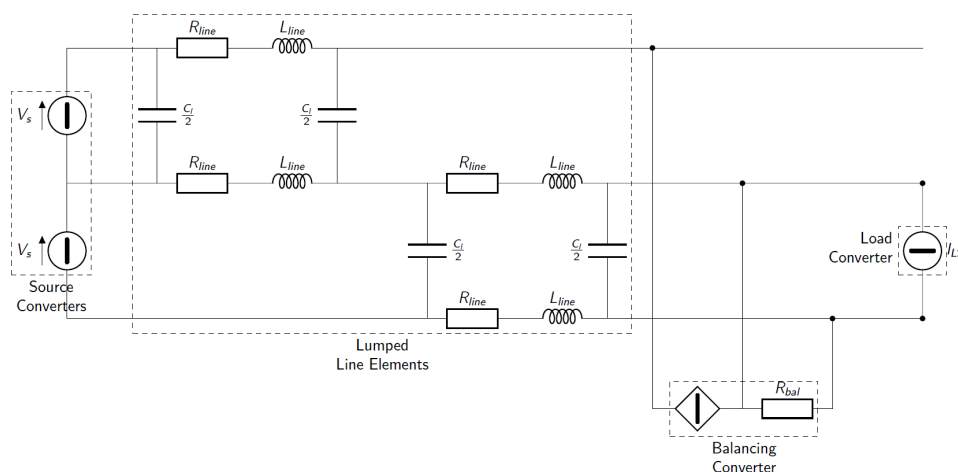 R_line
L_line
V_s
C_l/2
C_l/2
R_line
L_line
R_line
L_line
V_s
C_l/2
C_l/2
Load
Converter
Source
Converters
R_line
L_line
Lumped
Line Elements
R_bal
Balancing
Converter